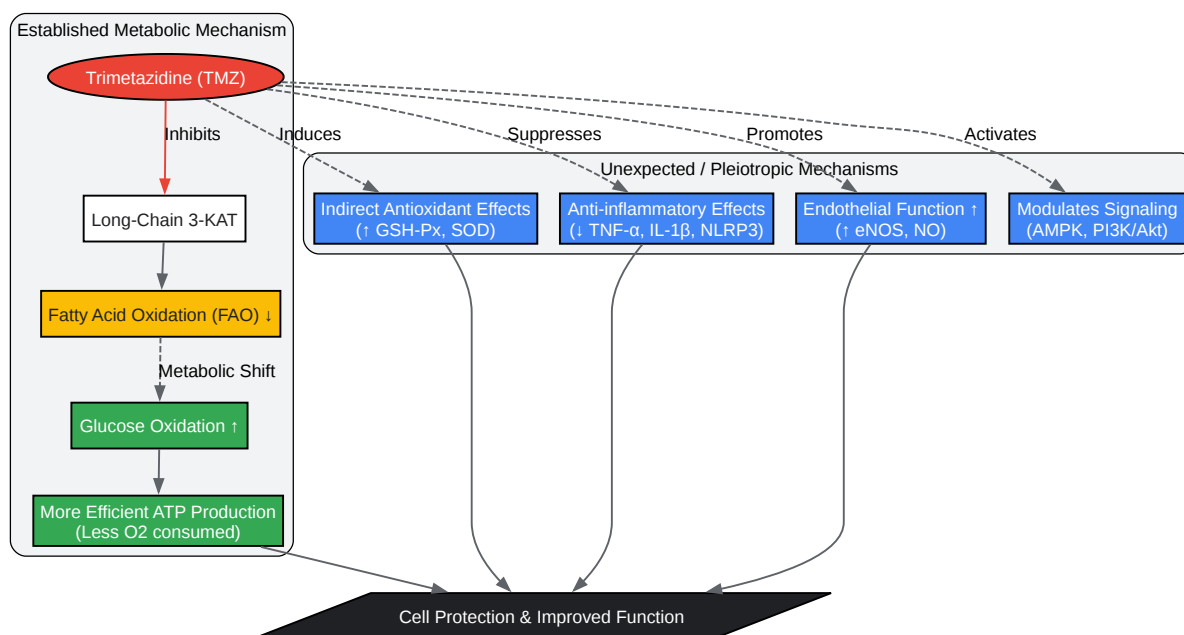 Established Metabolic Mechanism
Trimetazidine (TMZ)
Inhibits
Induces
Suppresses
Promotes
Activates
Unexpected / Pleiotropic Mechanisms
Long-Chain 3-KAT
Indirect Antioxidant Effects
(↑ GSH-Px, SOD)
Anti-inflammatory Effects
(↓ TNF-α, IL-1β, NLRP3)
Endothelial Function ↑
(↑ eNOS, NO)
Modulates Signaling
(AMPK, PI3K/Akt)
Fatty Acid Oxidation (FAO) ↓
Metabolic Shift
Glucose Oxidation ↑
More Efficient ATP Production
(Less O2 consumed)
Cell Protection & Improved Function